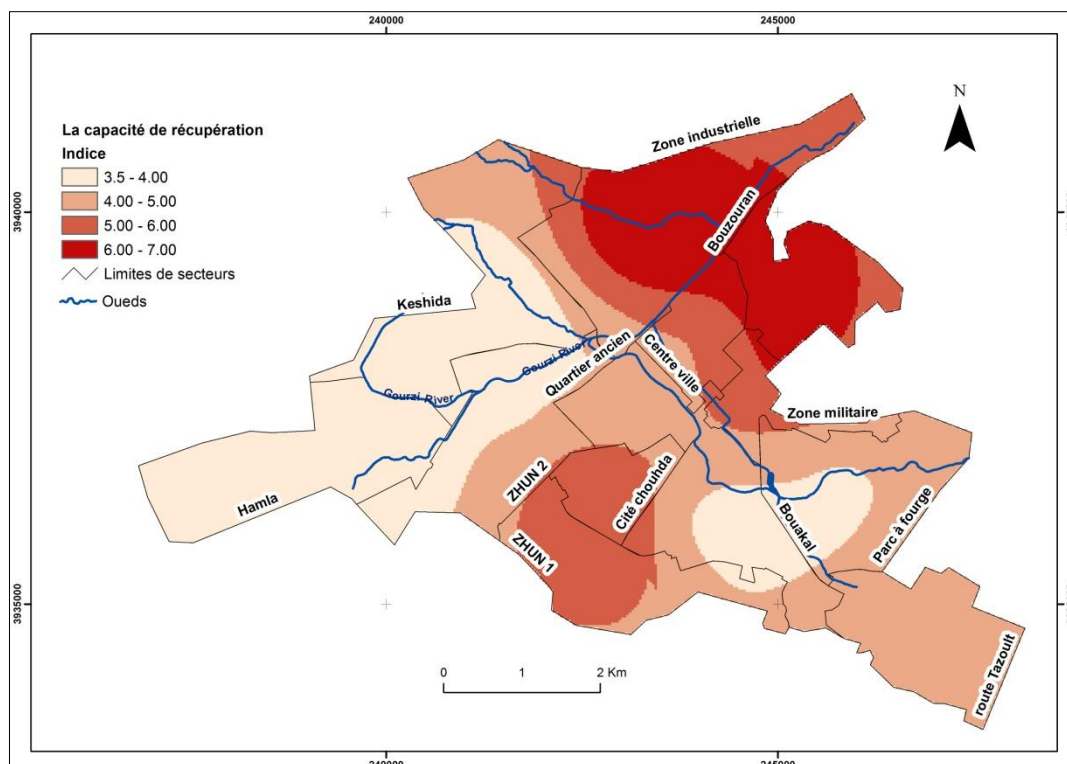 240000
245000
N
La capacité de récupération
Indice
3.5 - 4.00
4.00 - 5.00
5.00 - 6.00
6.00 - 7.00
Limites de secteurs
Oueds
Zone industrielle
3940000
Bouzouran
Keshida
Gourzi River
Quartier ancien
Centre ville
Gourzi River
Zone militaire
ZHUN 2
Cité chouhda
Hamla
Bouakal
Parc à fourge
ZHUN 1
3935000
route Tazoult
0 1 2 Km
240000
245000